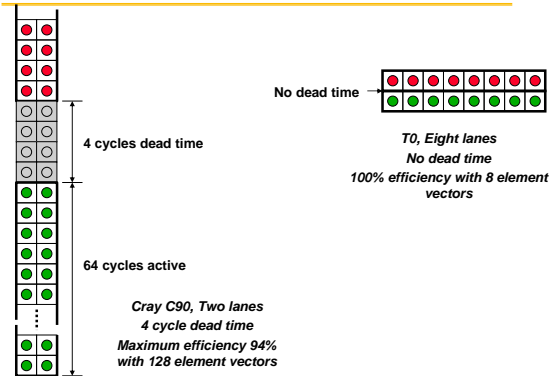 4 cycles dead time
64 cycles active
Cray C90, Two lanes
4 cycle dead time
Maximum efficiency 94%
with 128 element vectors
No dead time
T0, Eight lanes
No dead time
100% efficiency with 8 element
vectors